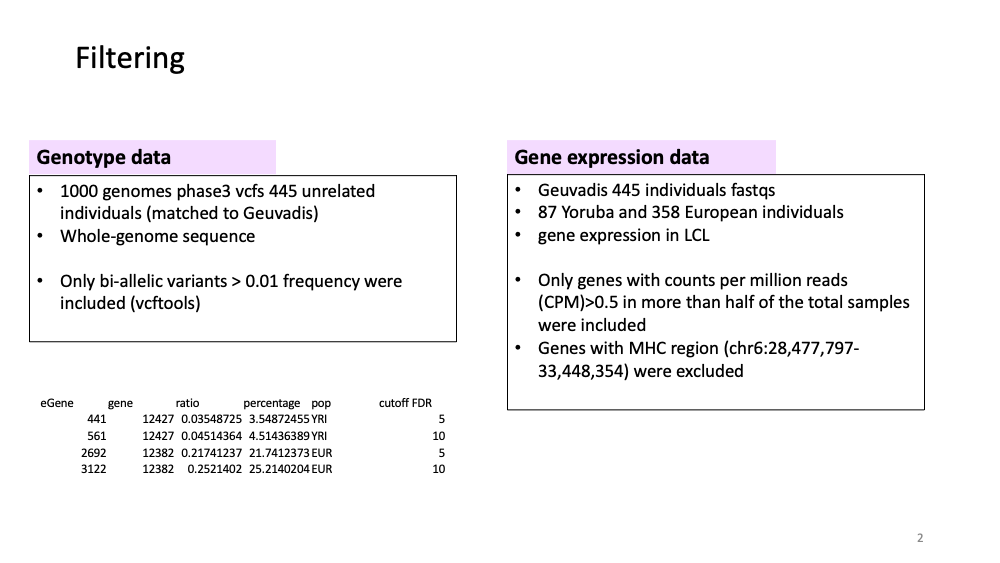 Filtering
Genotype data
• 1000 genomes phase3 vcfs 445 unrelated
individuals (matched to Geuvadis)
• Whole-genome sequence
• Only bi-allelic variants > 0.01 frequency were
included (vcftools)
Gene expression data
• Geuvadis 445 individuals fastqs
• 87 Yoruba and 358 European individuals
• gene expression in LCL
• Only genes with counts per million reads
(CPM)>0.5 in more than half of the total samples
were included
• Genes with MHC region (chr6:28,477,797-
33,448,354) were excluded
eGene gene ratio percentage pop cutoff FDR
441 12427 0.03548725 3.54872455 YRI 5
561 12427 0.04514364 4.51436389 YRI 10
2692 12382 0.21741237 21.7412373 EUR 5
3122 12382 0.2521402 25.2140204 EUR 10
2